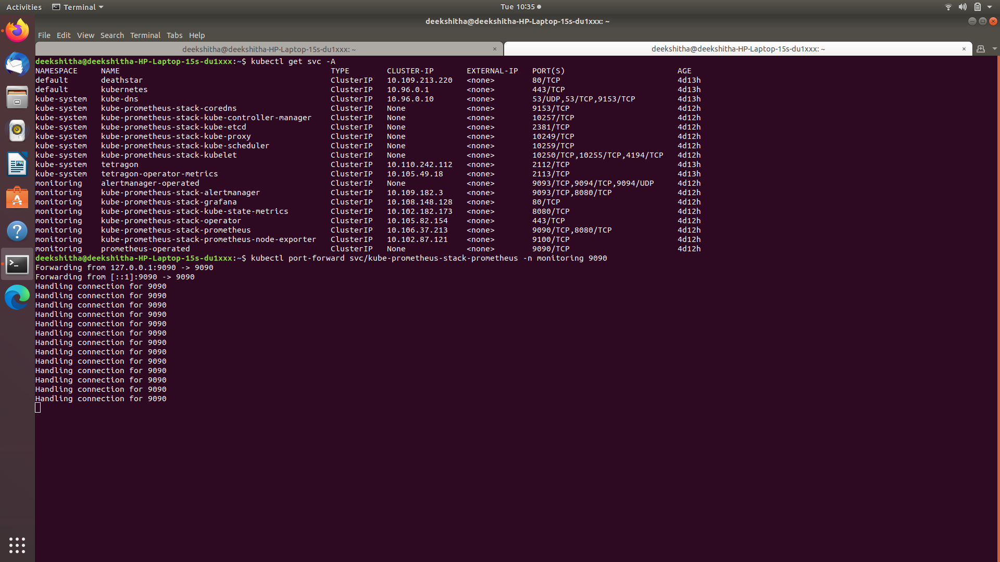 Activities Terminal Tue 10:35
deekshitha@deekshitha-HP-Laptop-15s-du1xxx: ~
File Edit View Search Terminal Tabs Help
deekshitha@deekshitha-HP-Laptop-15s-du1xxx: ~ × deekshitha@deekshitha-HP-Laptop-15s-du1xxx: ~ ×
deekshitha@deekshitha-HP-Laptop-15s-du1xxx:~$ kubectl get svc -A
NAMESPACE NAME TYPE CLUSTER-IP EXTERNAL-IP PORT(S) AGE
default deathstar ClusterIP 10.109.213.220 <none> 80/TCP 4d13h
default kubernetes ClusterIP 10.96.0.1 <none> 443/TCP 4d13h
kube-system kube-dns ClusterIP 10.96.0.10 <none> 53/UDP,53/TCP,9153/TCP 4d13h
kube-system kube-prometheus-stack-coredns ClusterIP None <none> 9153/TCP 4d12h
kube-system kube-prometheus-stack-kube-controller-manager ClusterIP None <none> 10257/TCP 4d12h
kube-system kube-prometheus-stack-kube-etcd ClusterIP None <none> 2381/TCP 4d12h
kube-system kube-prometheus-stack-kube-proxy ClusterIP None <none> 10249/TCP 4d12h
kube-system kube-prometheus-stack-kube-scheduler ClusterIP None <none> 10259/TCP 4d12h
kube-system kube-prometheus-stack-kubelet ClusterIP None <none> 10250/TCP,10255/TCP,4194/TCP 4d12h
kube-system tetragon ClusterIP 10.110.242.112 <none> 2112/TCP 4d13h
kube-system tetragon-operator-metrics ClusterIP 10.105.49.18 <none> 2113/TCP 4d13h
monitoring alertmanager-operated ClusterIP None <none> 9093/TCP,9094/TCP,9094/UDP 4d12h
monitoring kube-prometheus-stack-alertmanager ClusterIP 10.109.182.3 <none> 9093/TCP,8080/TCP 4d12h
monitoring kube-prometheus-stack-grafana ClusterIP 10.108.148.128 <none> 80/TCP 4d12h
monitoring kube-prometheus-stack-kube-state-metrics ClusterIP 10.102.182.173 <none> 8080/TCP 4d12h
monitoring kube-prometheus-stack-operator ClusterIP 10.105.82.154 <none> 443/TCP 4d12h
monitoring kube-prometheus-stack-prometheus ClusterIP 10.106.37.213 <none> 9090/TCP,8080/TCP 4d12h
monitoring kube-prometheus-stack-prometheus-node-exporter ClusterIP 10.102.87.121 <none> 9100/TCP 4d12h
monitoring prometheus-operated ClusterIP None <none> 9090/TCP 4d12h
deekshitha@deekshitha-HP-Laptop-15s-du1xxx:~$ kubectl port-forward svc/kube-prometheus-stack-prometheus -n monitoring 9090
Forwarding from 127.0.0.1:9090 -> 9090
Forwarding from [::1]:9090 -> 9090
Handling connection for 9090
Handling connection for 9090
Handling connection for 9090
Handling connection for 9090
Handling connection for 9090
Handling connection for 9090
Handling connection for 9090
Handling connection for 9090
Handling connection for 9090
Handling connection for 9090
Handling connection for 9090
Handling connection for 9090
Handling connection for 9090